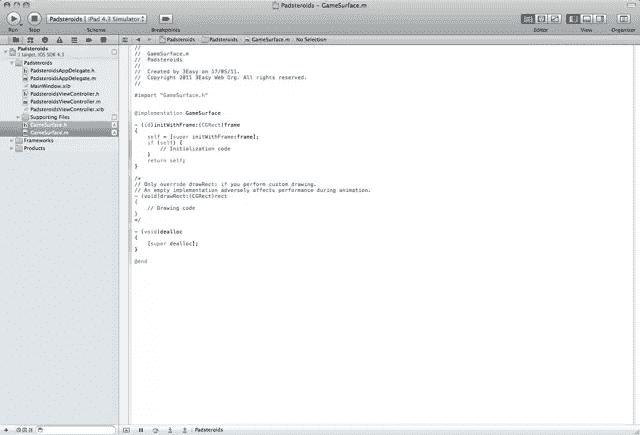 Padsteroids – GameSurface.m
Padsteroids | iPad 4.3 Simulator
Run
Stop
Scheme
Breakpoints
Editor
View
Organizer
Padsteroids
Padsteroids
GameSurface.m
No Selection
Padsteroids
1 target, iOS SDK 4.3
Padsteroids
PadsteroidsAppDelegate.h
PadsteroidsAppDelegate.m
MainWindow.xib
PadsteroidsViewController.h
PadsteroidsViewController.m
PadsteroidsViewController.xib
Supporting Files
GameSurface.h
GameSurface.m
Frameworks
Products
//
//  GameSurface.m
//  Padsteroids
//
//  Created by 3Easy on 17/05/11.
//  Copyright 2011 3Easy Web Org. All rights reserved.
//
#import "GameSurface.h"
@implementation GameSurface
- (id)initWithFrame:(CGRect)frame
{
self = [super initWithFrame:frame];
if (self) {
// Initialization code
}
return self;
}
/*
// Only override drawRect: if you perform custom drawing.
// An empty implementation adversely affects performance during animation.
- (void)drawRect:(CGRect)rect
{
// Drawing code
}
*/
- (void)dealloc
{
[super dealloc];
}
@end
Padsteroids